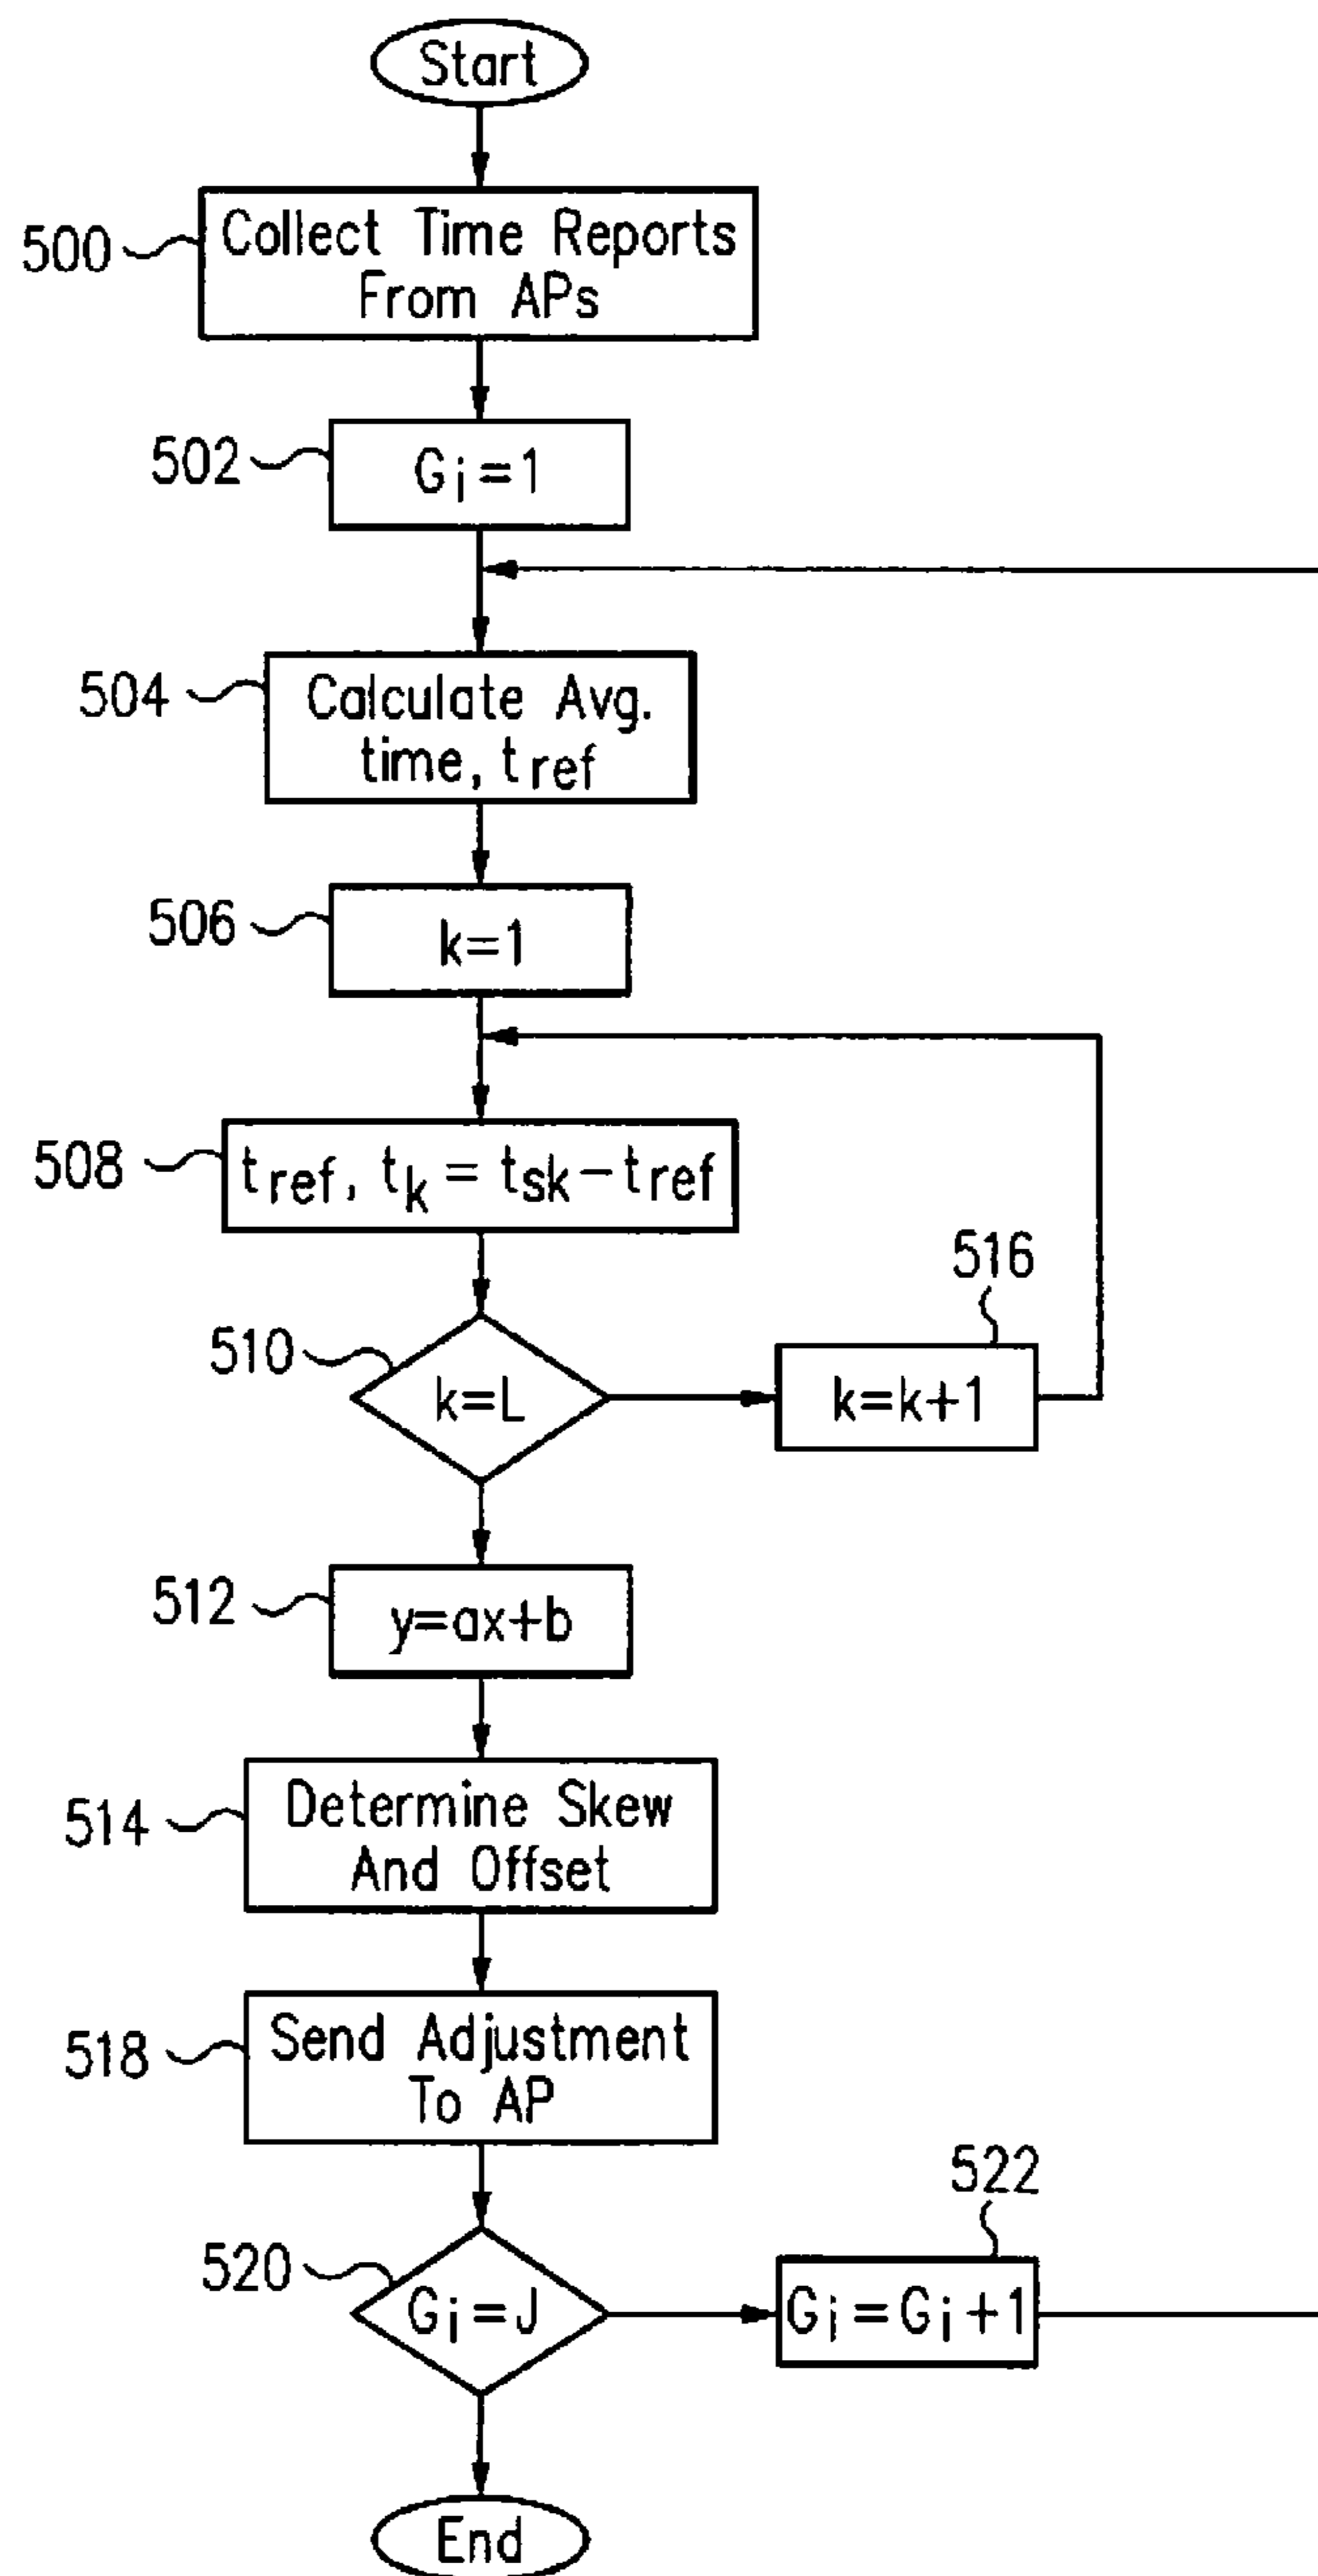 Start
500
Collect Time Reports
From APs
502
Gi=1
504
Calculate Avg.
time, tref
506
k=1
508
tref, tk = tsk-tref
510
k=L
516
k=k+1
512
y=ax+b
514
Determine Skew
And Offset
518
Send Adjustment
To AP
520
Gi=J
522
Gi=Gi+1
End